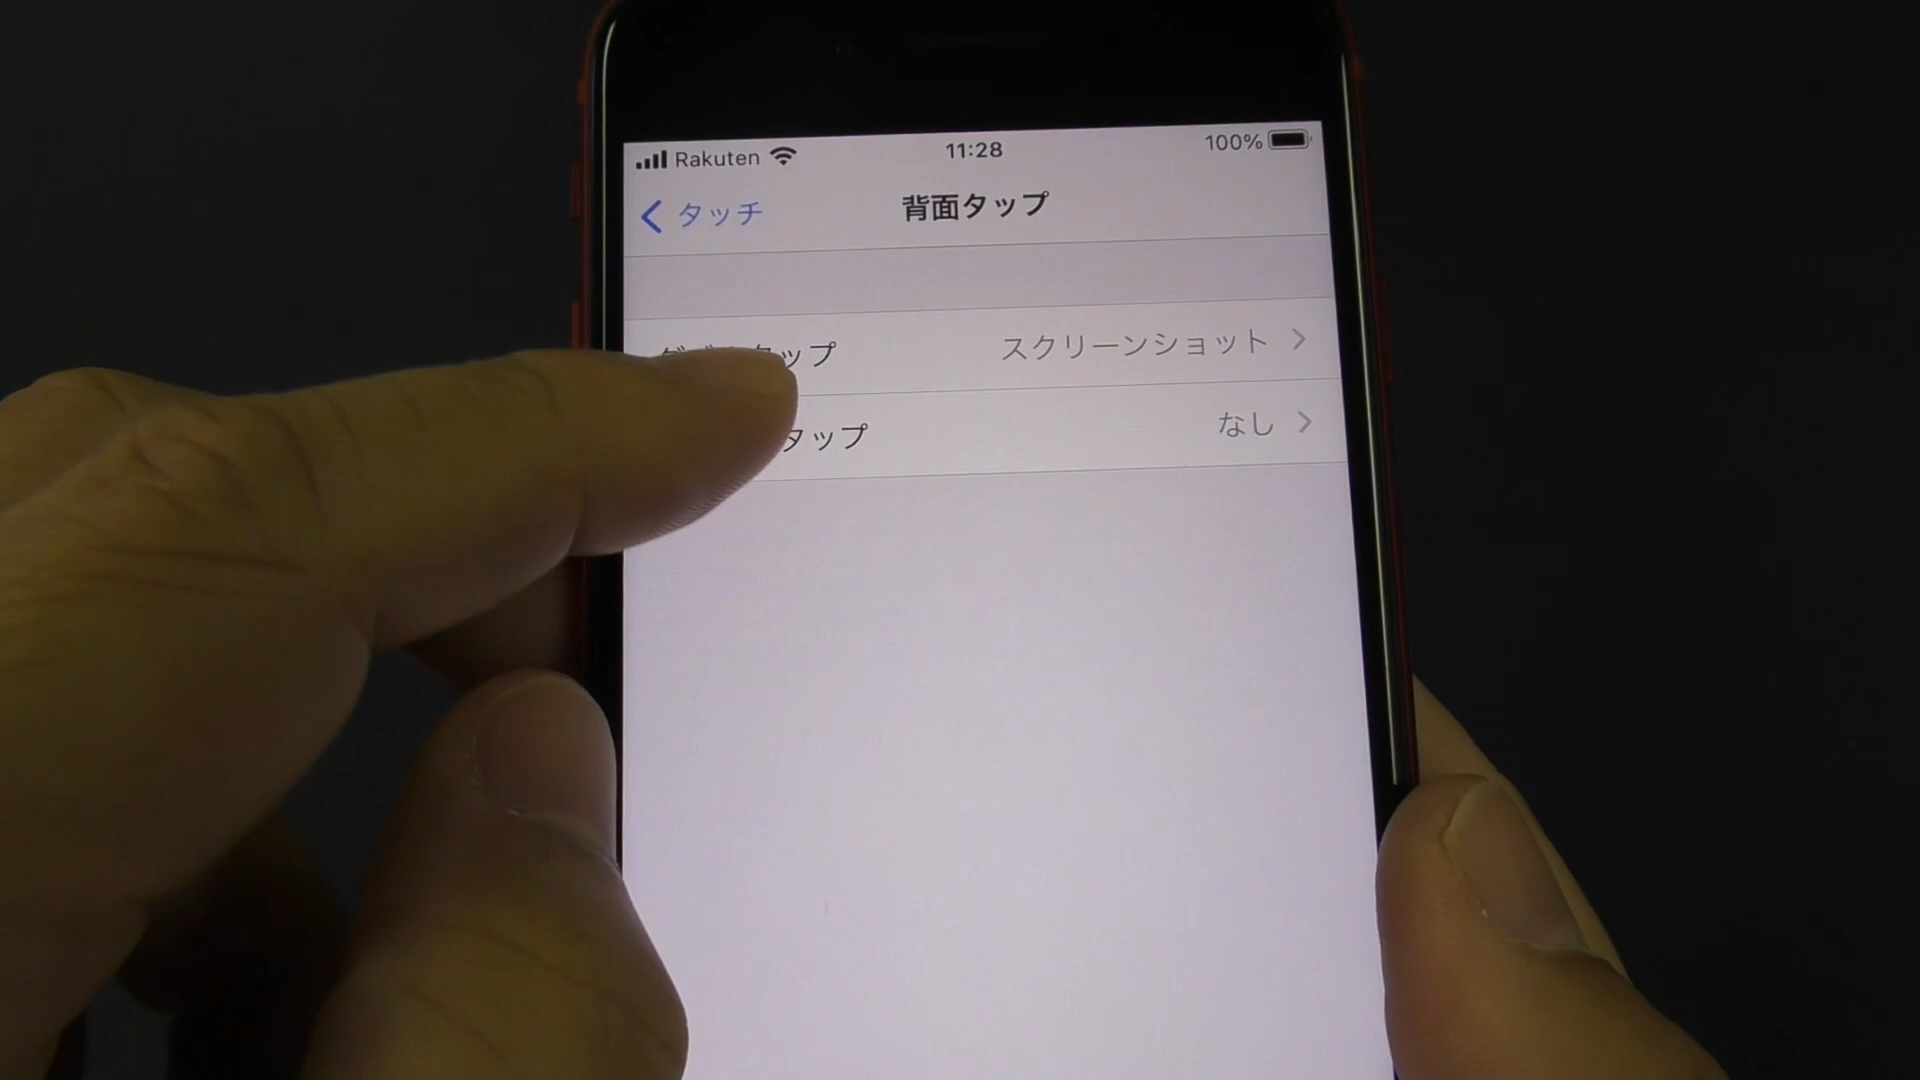 Rakuten 11:28 100%
タッチ 背面タップ
タップ スクリーンショット
タップ なし